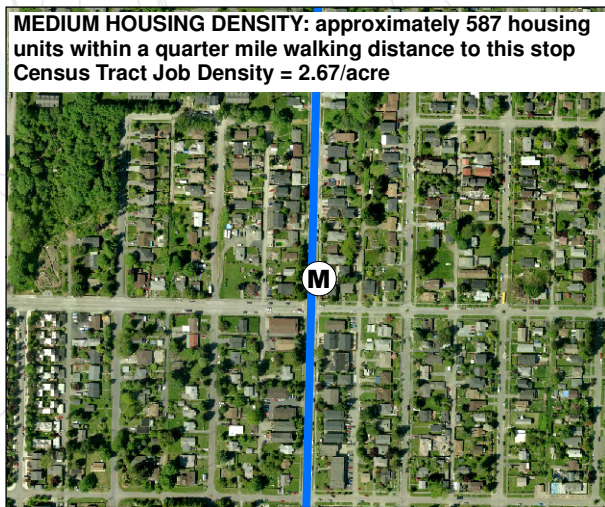 MEDIUM HOUSING DENSITY: approximately 587 housing
units within a quarter mile walking distance to this stop
Census Tract Job Density = 2.67/acre
M